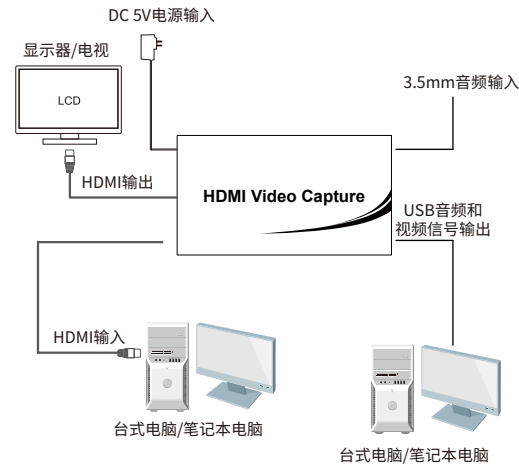 DC 5V电源输入
显示器/电视
LCD
3.5mm音频输入
HDMI输出
HDMI Video Capture
USB音频和
视频信号输出
HDMI输入
台式电脑/笔记本电脑
台式电脑/笔记本电脑